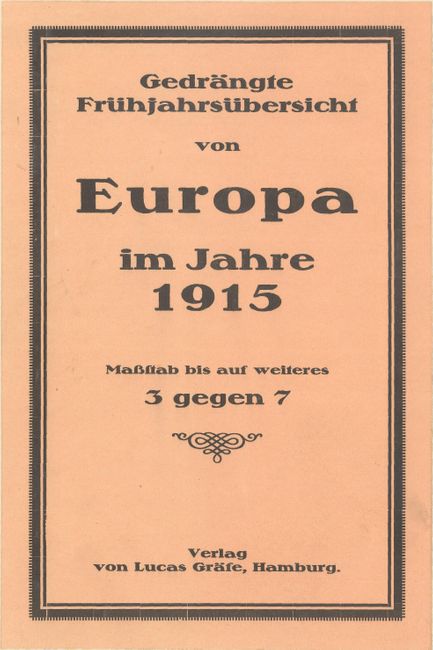 Gedrängte
Frühjahrsübersicht
von
Europa
im Jahre
1915
Maßstab bis auf weiteres
3 gegen 7
Verlag
von Lucas Gräfe, Hamburg.